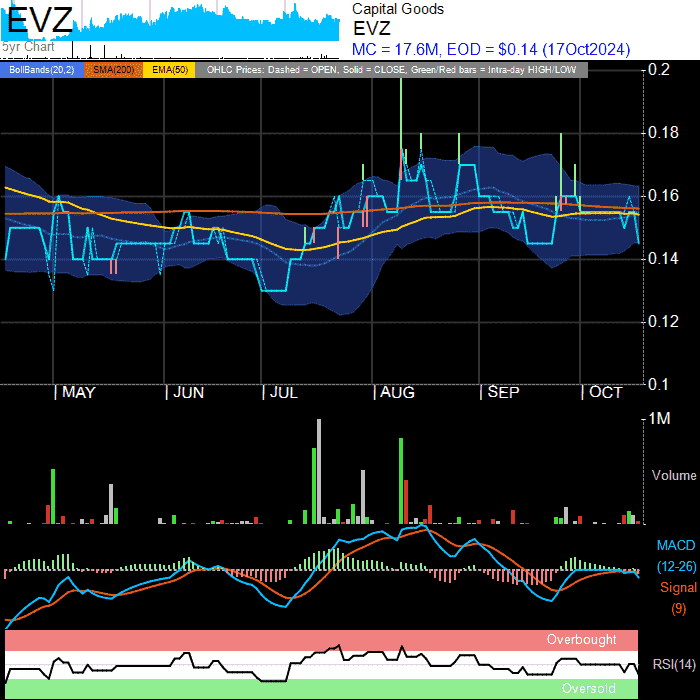 EVZ
5yr Chart
Capital Goods
EVZ
MC = 17.6M, EOD = $0.14 (17Oct2024)
BollBands(20,2) SMA(200) EMA(50) OHLC Prices: Dashed = OPEN, Solid = CLOSE, Green/Red bars = Intra-day HIGH/LOW
0.2
0.18
0.16
0.14
0.12
0.1
MAY JUN JUL AUG SEP OCT
1M
Volume
MACD
(12-26)
Signal
(9)
Overbought
RSI(14)
Oversold